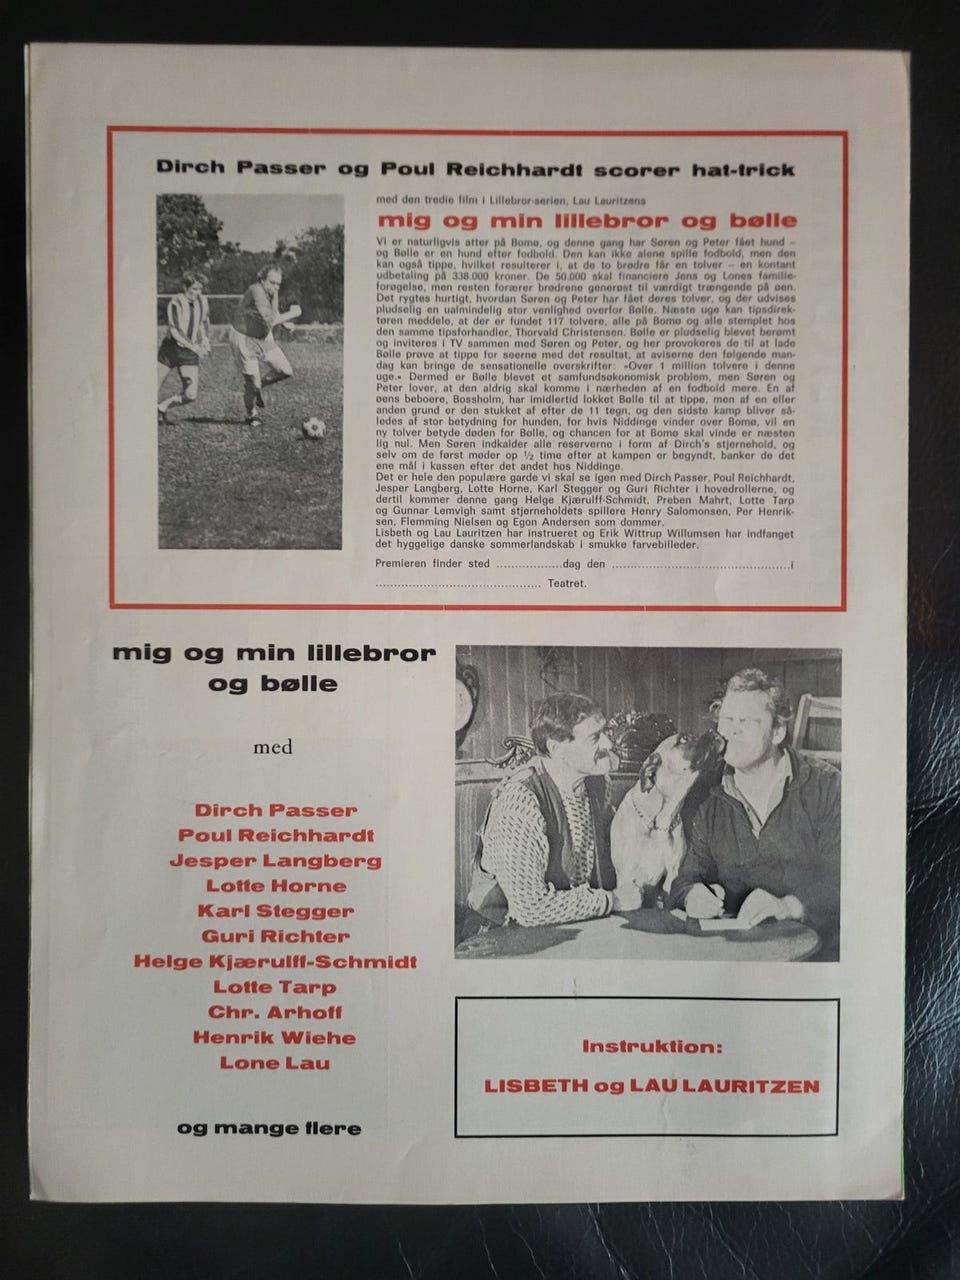 Dirch Passer og Poul Reichhardt scorer hat-trick
med den tredie film i Lillebror-serien, Lau Lauritzens
mig og min lillebror og bølle
Vi er naturligvis atter på Bomø, og denne gang har Søren og Peter fået hund –
og Bølle er en hund efter fodbold. Den kan ikke alene spille fodbold, men den
kan også tippe, hvilket resulterer i, at de to brødre får en tolver – en kontant
udbetaling på 338.000 kroner. De 50.000 skal financiere Jens og Lones familie-
forøgelse, men resten forærer brødrene generøst til værdigt trængende på øen.
Det rygtes hurtigt, hvordan Søren og Peter har fået deres tolver, og der udvises
pludselig en ualmindelig stor venlighed overfor Bølle. Næste uge kan tipsdirek-
tøren meddele, at der er fundet 117 tolvere, alle på Bomø og alle stemplet hos
den samme tipsforhandler, Thorvald Christensen. Bølle er pludselig blevet berømt
og inviteres i TV sammen med Søren og Peter, og her provokeres de til at lade
Bølle prøve at tippe for seerne med det resultat, at aviserne den følgende man-
dag kan bringe de sensationelle overskrifter: »Over 1 million tolvere i denne
uge.« Dermed er Bølle blevet et samfundsøkonomisk problem, men Søren og
Peter lover, at den aldrig skal komme i nærheden af en fodbold mere. En af
øens beboere, Bossholm, har imidlertid lokket Bølle til at tippe, men af en eller
anden grund er den stukket af efter de 11 tegn, og den sidste kamp bliver så-
ledes af stor betydning for hunden, for hvis Niddinge vinder over Bomø, vil en
ny tolver betyde døden for Bølle, og chancen for at Bomø skal vinde er næsten
lig nul. Men Søren indkalder alle reserverne i form af Dirch's stjernehold, og
selv om de først møder op ½ time efter at kampen er begyndt, banker de det
ene mål i kassen efter det andet hos Niddinge.
Det er hele den populære garde vi skal se igen med Dirch Passer, Poul Reichhardt,
Jesper Langberg, Lotte Horne, Karl Stegger og Guri Richter i hovedrollerne, og
dertil kommer denne gang Helge Kjærulff-Schmidt, Preben Mahrt, Lotte Tarp
og Gunnar Lemvigh samt stjerneholdets spillere Henry Salomonsen, Per Henrik-
sen, Flemming Nielsen og Egon Andersen som dommer.
Lisbeth og Lau Lauritzen har instrueret og Erik Wittrup Willumsen har indfanget
det hyggelige danske sommerlandskab i smukke farvebilleder.
Premieren finder sted ..................dag den ..................................................i
.............................................. Teatret.
mig og min lillebror
og bølle
med
Dirch Passer
Poul Reichhardt
Jesper Langberg
Lotte Horne
Karl Stegger
Guri Richter
Helge Kjærulff-Schmidt
Lotte Tarp
Chr. Arhoff
Henrik Wiehe
Lone Lau
og mange flere
Instruktion:
LISBETH og LAU LAURITZEN